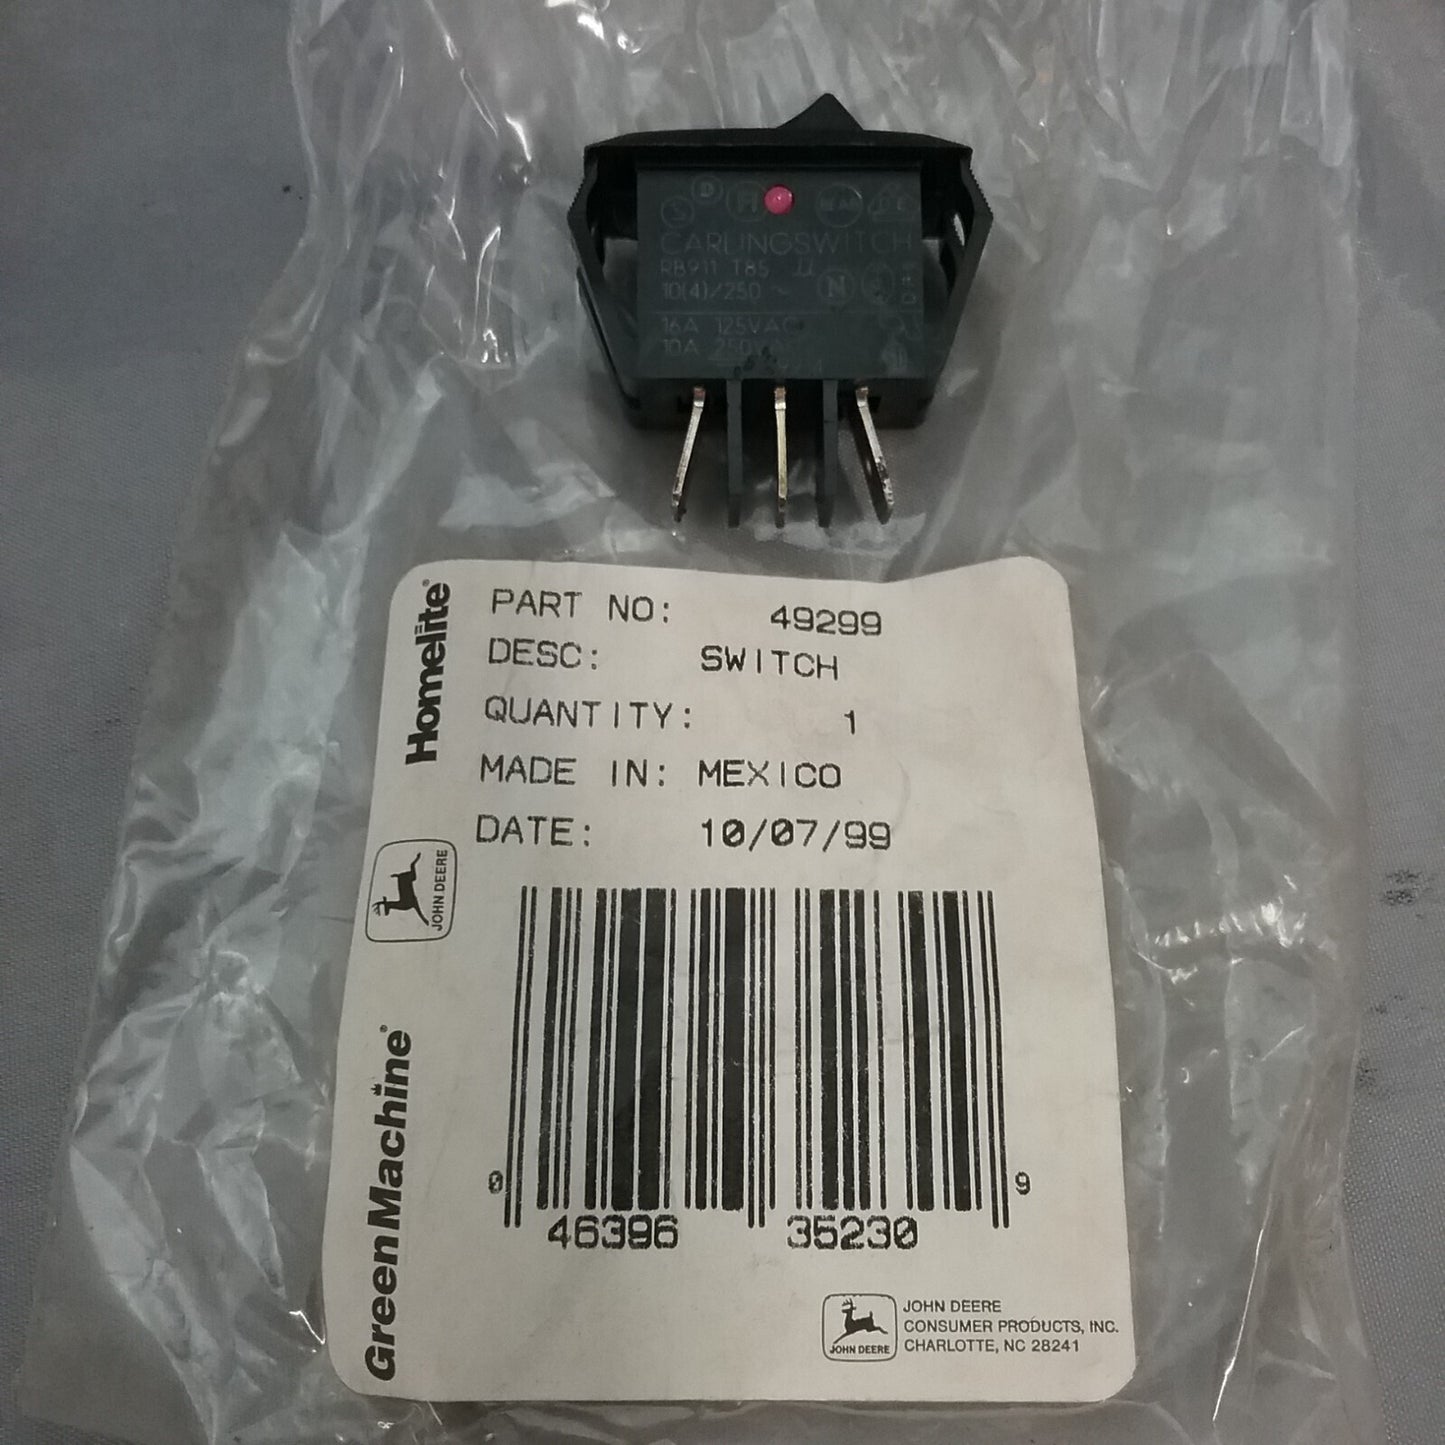 CARLINGSWITCH
RB911 T85 µ
10(4)/250 ~ N
16A 125VAC
10A 250VAC
Homelite®
JOHN DEERE
GreenMachine®
PART NO: 49299
DESC: SWITCH
QUANTITY: 1
MADE IN: MEXICO
DATE: 10/07/99
0 46396 35230 9
JOHN DEERE
JOHN DEERE
CONSUMER PRODUCTS, INC.
CHARLOTTE, NC 28241